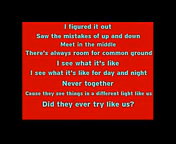 I figured it out
Saw the mistakes of up and down
Meet in the middle
There's always room for common ground
I see what it's like
I see what it's like for day and night
Never together
Cause they see things in a different light like us
Did they ever try like us?